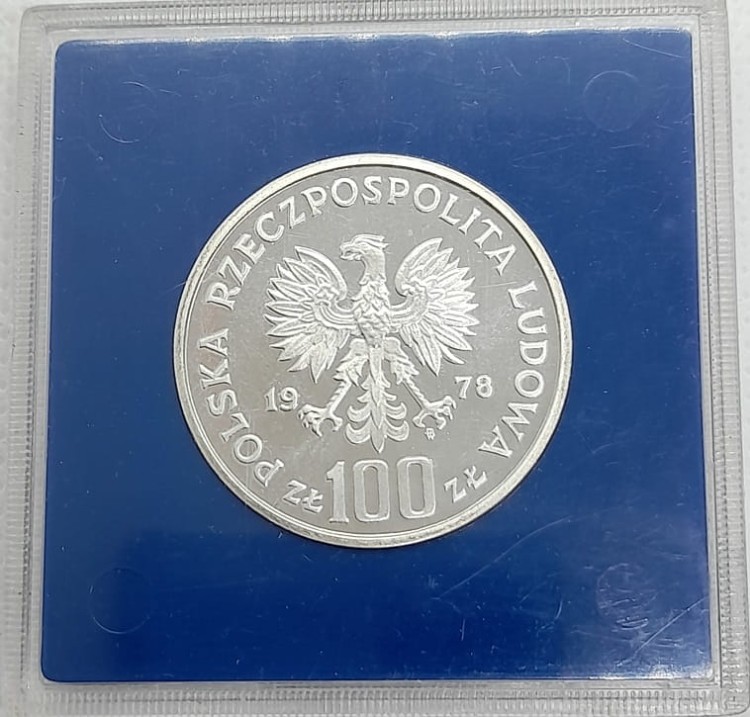 POLSKA RZECZPOSPOLITA LUDOWA
19 78
ZŁ 100 ZŁ